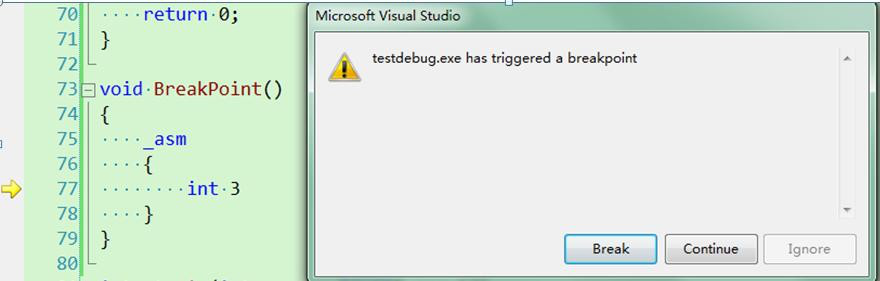 70 ····return·0;
71 }
72
73 void·BreakPoint()
74 {
75 ····_asm
76 ····{
77 ········int·3
78 ····}
79 }
80
Microsoft Visual Studio
testdebug.exe has triggered a breakpoint
Break
Continue
Ignore